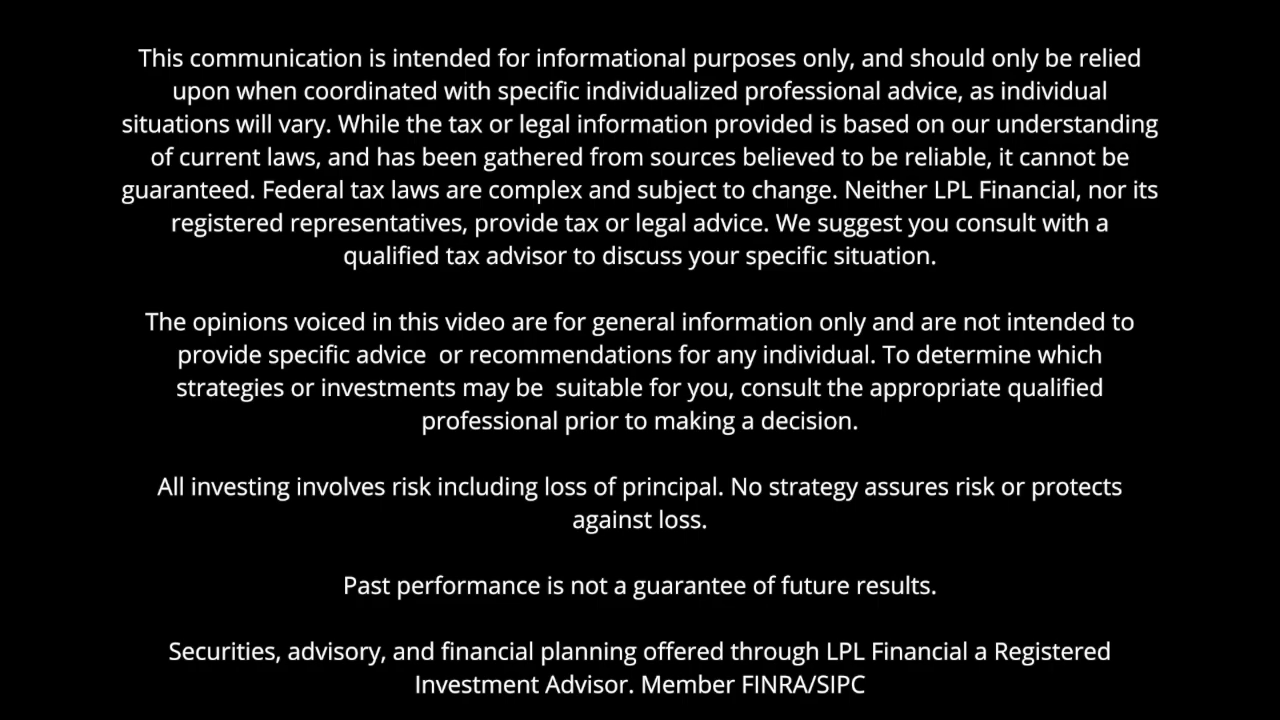 This communication is intended for informational purposes only, and should only be relied
upon when coordinated with specific individualized professional advice, as individual
situations will vary. While the tax or legal information provided is based on our understanding
of current laws, and has been gathered from sources believed to be reliable, it cannot be
guaranteed. Federal tax laws are complex and subject to change. Neither LPL Financial, nor its
registered representatives, provide tax or legal advice. We suggest you consult with a
qualified tax advisor to discuss your specific situation.
The opinions voiced in this video are for general information only and are not intended to
provide specific advice  or recommendations for any individual. To determine which
strategies or investments may be  suitable for you, consult the appropriate qualified
professional prior to making a decision.
All investing involves risk including loss of principal. No strategy assures risk or protects
against loss.
Past performance is not a guarantee of future results.
Securities, advisory, and financial planning offered through LPL Financial a Registered
Investment Advisor. Member FINRA/SIPC